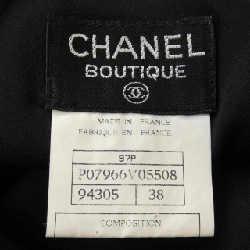 CHANEL
BOUTIQUE
MADE IN FRANCE
FABRIQUE EN FRANCE
97P
P07966V05508
94305 38
COMPOSITION